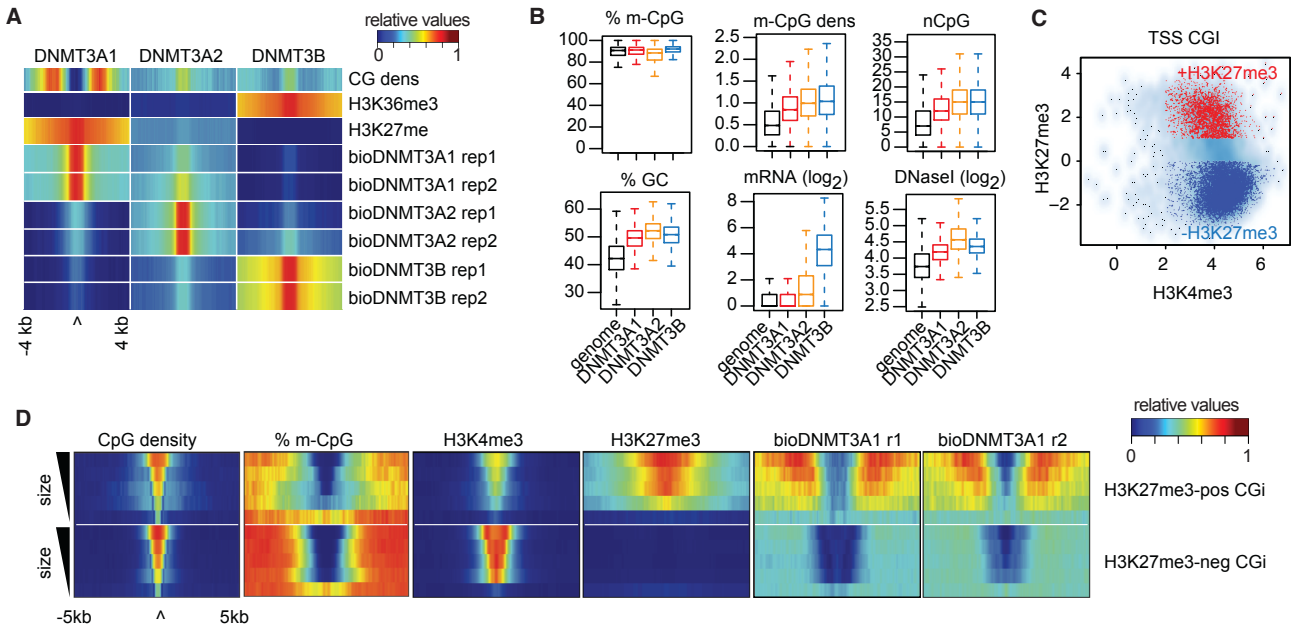 A
relative values
0 1
DNMT3A1 DNMT3A2 DNMT3B
CG dens
H3K36me3
H3K27me
bioDNMT3A1 rep1
bioDNMT3A1 rep2
bioDNMT3A2 rep1
bioDNMT3A2 rep2
bioDNMT3B rep1
bioDNMT3B rep2
-4 kb ^ 4 kb
B
% m-CpG
100
80
60
40
20
0
m-CpG dens
2.5
2.0
1.5
1.0
0.5
0.0
nCpG
35
30
25
20
15
10
5
0
% GC
60
50
40
30
genome
DNMT3A1
DNMT3A2
DNMT3B
mRNA (log2)
8
6
4
2
0
genome
DNMT3A1
DNMT3A2
DNMT3B
DNaseI (log2)
5.5
5.0
4.5
4.0
3.5
3.0
2.5
genome
DNMT3A1
DNMT3A2
DNMT3B
C
TSS CGI
+H3K27me3
-H3K27me3
H3K27me3
4
2
0
−2
0 2 4 6
H3K4me3
D
relative values
0 1
CpG density % m-CpG H3K4me3 H3K27me3 bioDNMT3A1 r1 bioDNMT3A1 r2
size
H3K27me3-pos CGi
size
H3K27me3-neg CGi
-5kb ^ 5kb